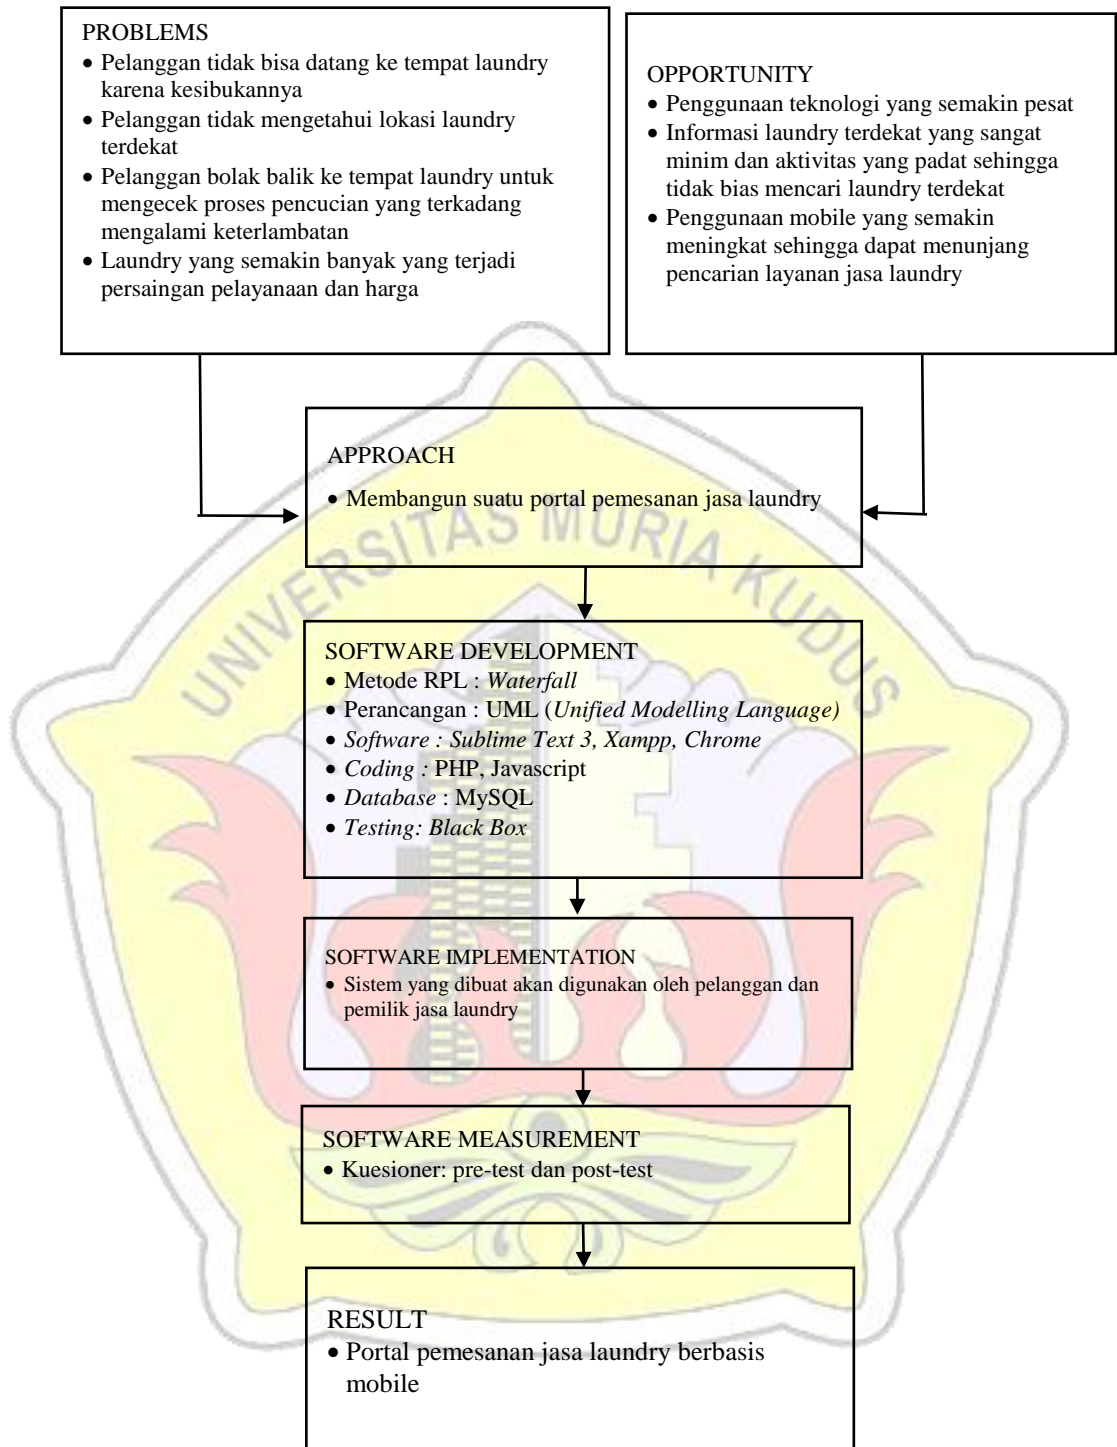 PROBLEMS
• Pelanggan tidak bisa datang ke tempat laundry
karena kesibukannya
• Pelanggan tidak mengetahui lokasi laundry
terdekat
• Pelanggan bolak balik ke tempat laundry untuk
mengecek proses pencucian yang terkadang
mengalami keterlambatan
• Laundry yang semakin banyak yang terjadi
persaingan pelayanaan dan harga
OPPORTUNITY
• Penggunaan teknologi yang semakin pesat
• Informasi laundry terdekat yang sangat
minim dan aktivitas yang padat sehingga
tidak bias mencari laundry terdekat
• Penggunaan mobile yang semakin
meningkat sehingga dapat menunjang
pencarian layanan jasa laundry
APPROACH
• Membangun suatu portal pemesanan jasa laundry
UNIVERSITAS MURIA KUDUS
SOFTWARE DEVELOPMENT
• Metode RPL : Waterfall
• Perancangan : UML (Unified Modelling Language)
• Software : Sublime Text 3, Xampp, Chrome
• Coding : PHP, Javascript
• Database : MySQL
• Testing: Black Box
SOFTWARE IMPLEMENTATION
• Sistem yang dibuat akan digunakan oleh pelanggan dan
pemilik jasa laundry
SOFTWARE MEASUREMENT
• Kuesioner: pre-test dan post-test
RESULT
• Portal pemesanan jasa laundry berbasis
mobile